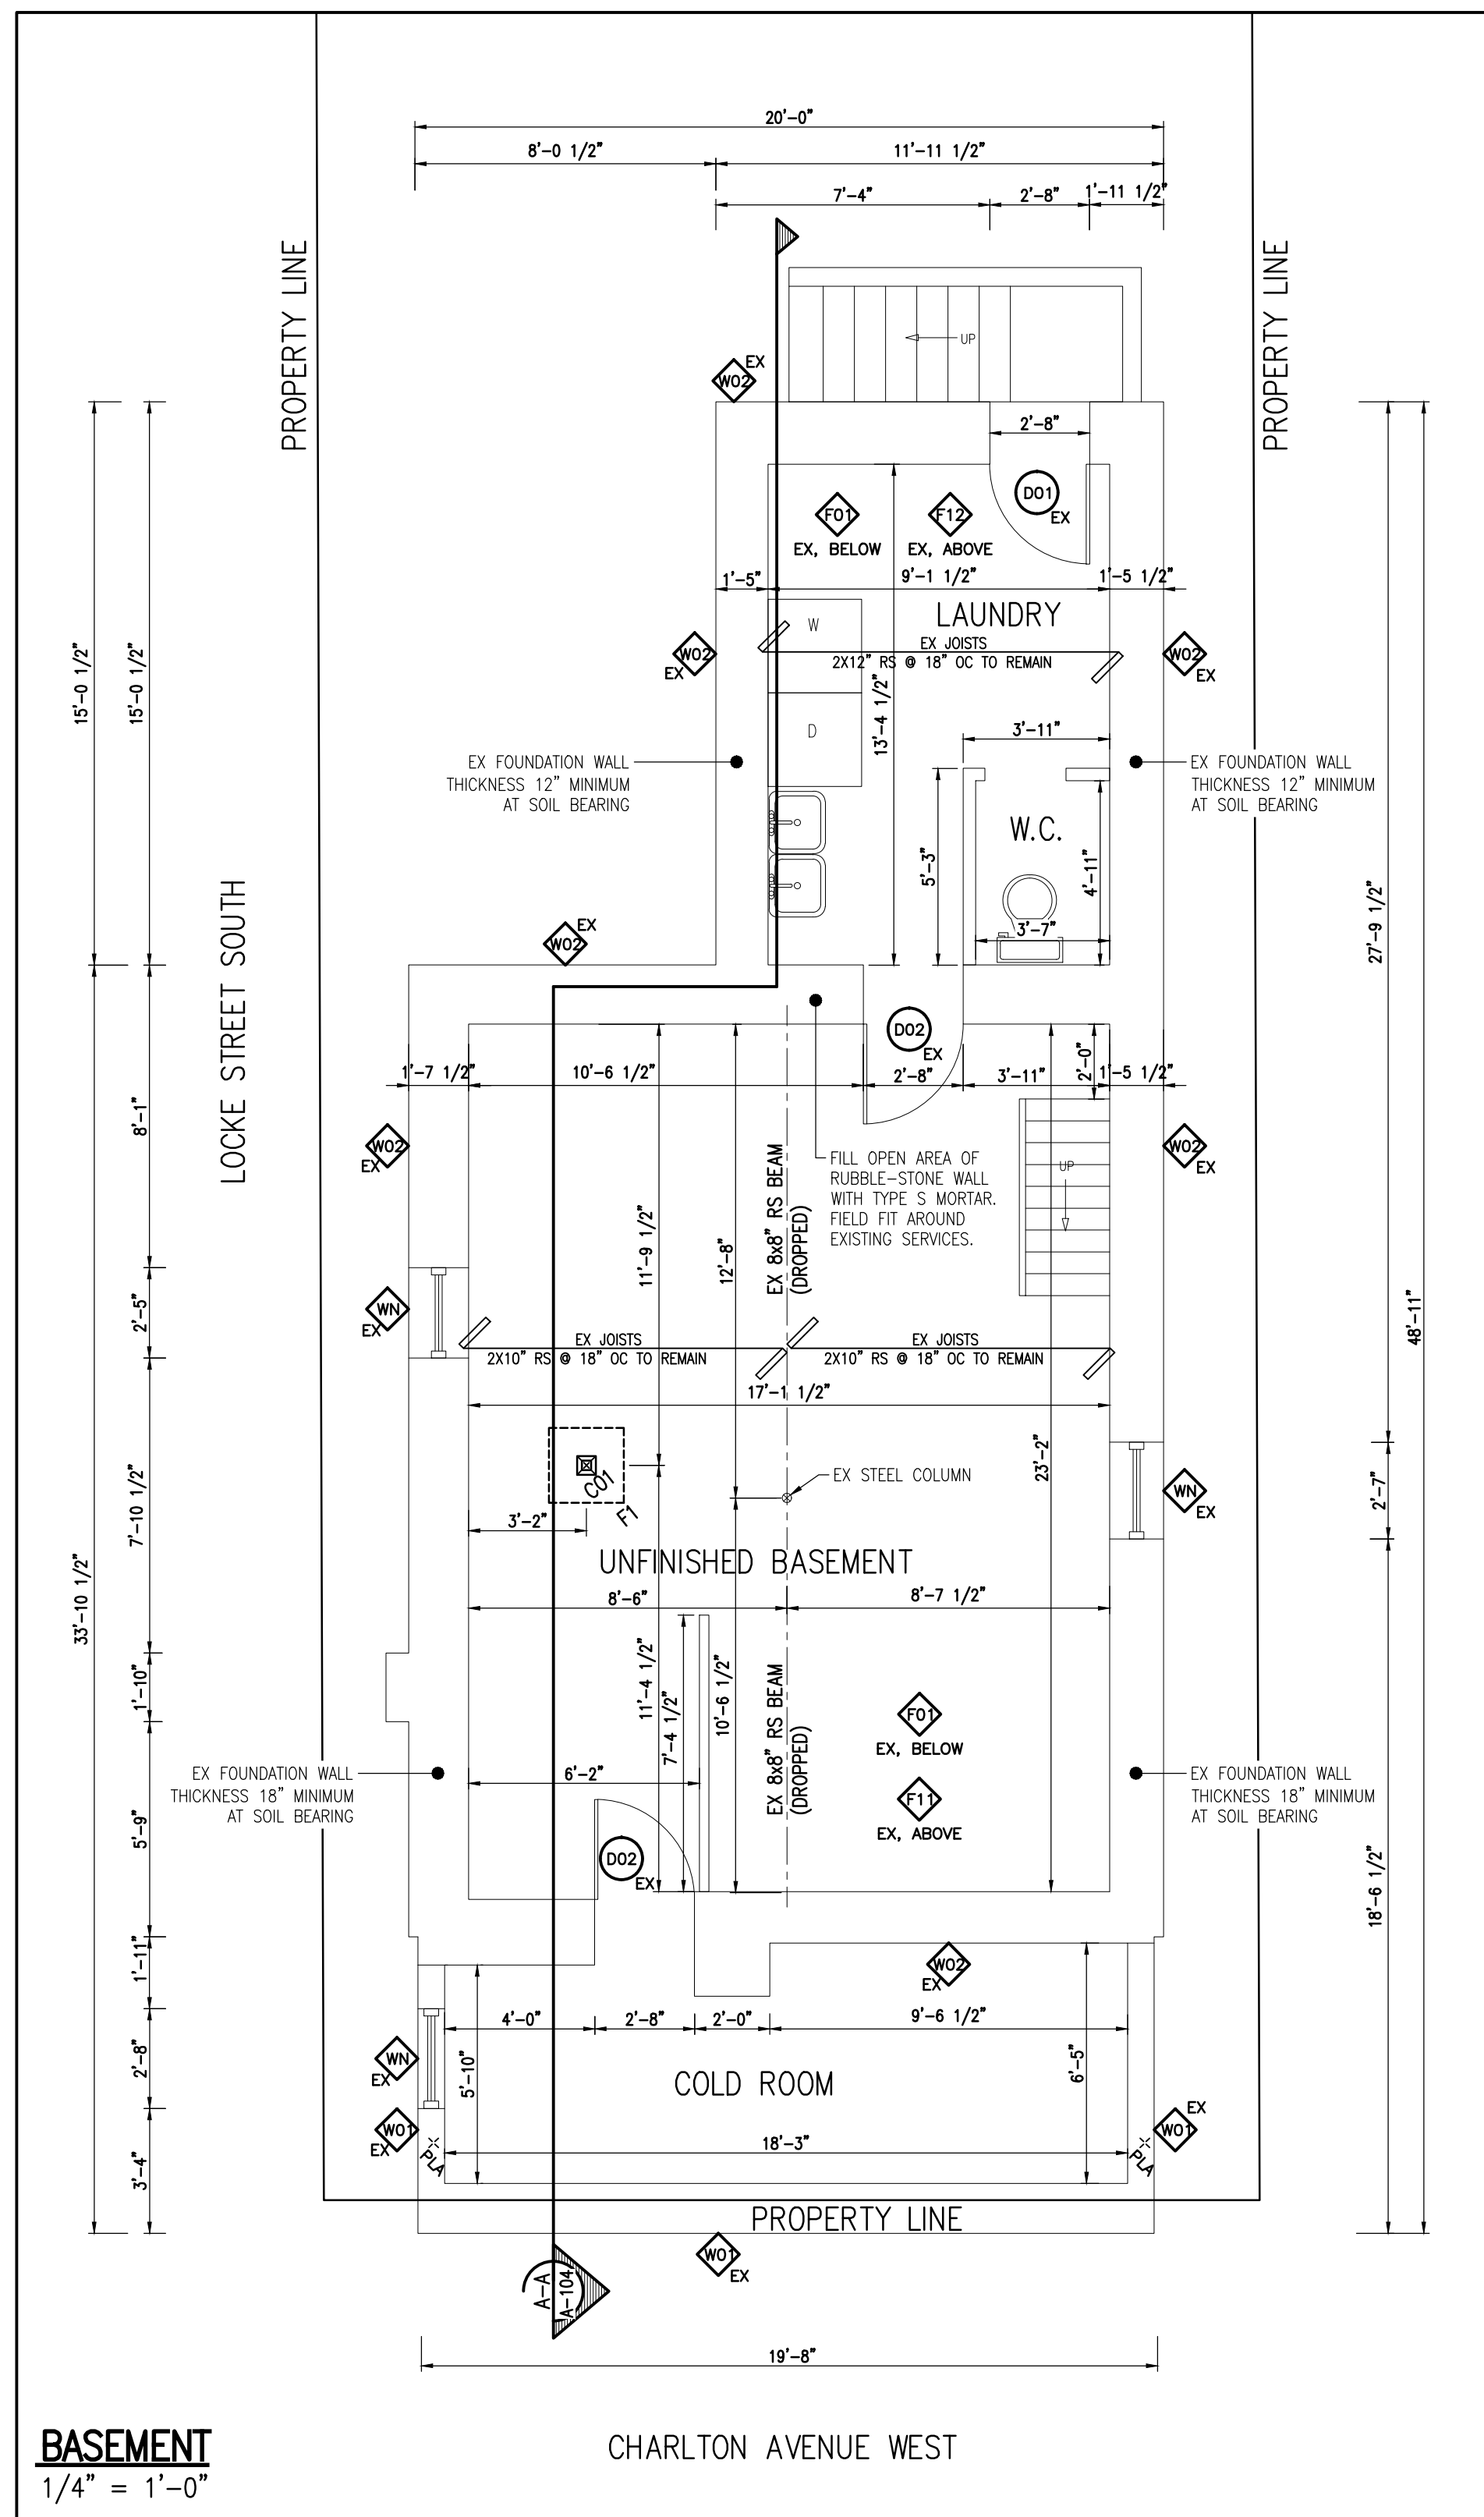 20'-0"
8'-0 1/2"
11'-11 1/2"
7'-4"
2'-8"
1'-11 1/2"
PROPERTY LINE
PROPERTY LINE
UP
EX
W02
2'-8"
D01
EX
F01
EX, BELOW
F12
EX, ABOVE
1'-5"
9'-1 1/2"
1'-5 1/2"
LAUNDRY
W
EX JOISTS
2X12" RS @ 18" OC TO REMAIN
W02
EX
W02
EX
15'-0 1/2"
15'-0 1/2"
13'-4 1/2"
D
3'-11"
EX FOUNDATION WALL
THICKNESS 12" MINIMUM
AT SOIL BEARING
EX FOUNDATION WALL
THICKNESS 12" MINIMUM
AT SOIL BEARING
W.C.
5'-3"
4'-11"
3'-7"
27'-9 1/2"
LOCKE STREET SOUTH
EX
W02
D02
EX
1'-7 1/2"
10'-6 1/2"
2'-8"
3'-11"
2'-0"
1'-5 1/2"
8'-1"
W02
EX
W02
EX
FILL OPEN AREA OF
RUBBLE-STONE WALL
WITH TYPE S MORTAR.
FIELD FIT AROUND
EXISTING SERVICES.
UP
EX 8x8" RS BEAM
(DROPPED)
11'-9 1/2"
12'-8"
2'-5"
WN
EX
48'-11"
EX JOISTS
2X10" RS @ 18" OC TO REMAIN
EX JOISTS
2X10" RS @ 18" OC TO REMAIN
17'-1 1/2"
23'-2"
C01
F1
EX STEEL COLUMN
3'-2"
WN
EX
2'-7"
7'-10 1/2"
33'-10 1/2"
UNFINISHED BASEMENT
8'-6"
8'-7 1/2"
11'-4 1/2"
7'-4 1/2"
10'-6 1/2"
EX 8x8" RS BEAM
(DROPPED)
1'-10"
F01
EX, BELOW
F11
EX, ABOVE
6'-2"
EX FOUNDATION WALL
THICKNESS 18" MINIMUM
AT SOIL BEARING
EX FOUNDATION WALL
THICKNESS 18" MINIMUM
AT SOIL BEARING
5'-9"
D02
EX
18'-6 1/2"
1'-11"
W02
EX
4'-0"
2'-8"
2'-0"
9'-6 1/2"
2'-8"
WN
EX
5'-10"
COLD ROOM
6'-5"
W01
EX
PLA
18'-3"
PLA
EX
W01
3'-4"
PROPERTY LINE
W01
EX
A-A
A-104
19'-8"
BASEMENT
1/4" = 1'-0"
CHARLTON AVENUE WEST